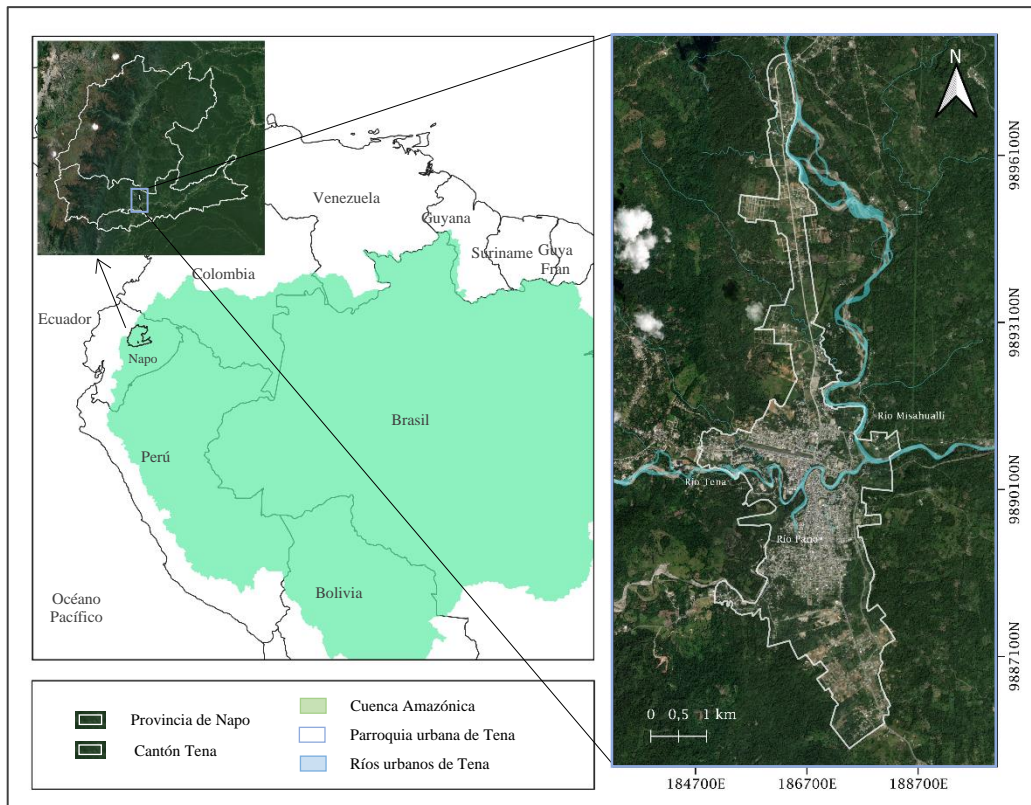 Venezuela
Guyana
Suriname
Guya
Fran
Colombia
Ecuador
Napo
Brasil
Perú
Bolivia
Océano
Pacífico
N
Río Misahuallí
Río Tena
Río Pano
0 0,5 1 km
9896100N
9893100N
9890100N
9887100N
184700E 186700E 188700E
Provincia de Napo
Cantón Tena
Cuenca Amazónica
Parroquia urbana de Tena
Ríos urbanos de Tena